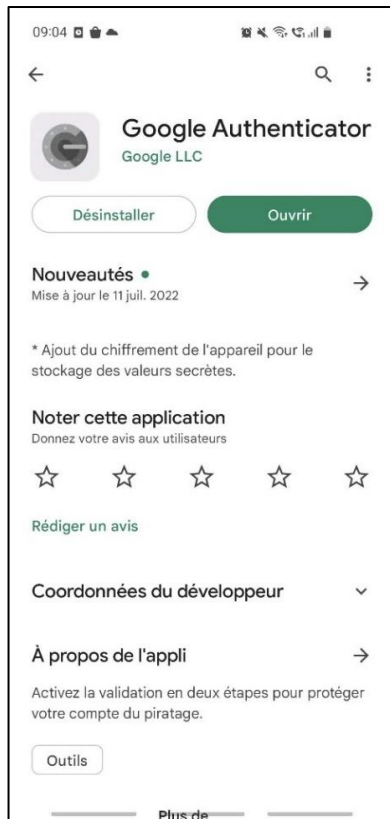 09:04
Google Authenticator
Google LLC
Désinstaller
Ouvrir
Nouveautés
Mise à jour le 11 juil. 2022
* Ajout du chiffrement de l'appareil pour le
stockage des valeurs secrètes.
Noter cette application
Donnez votre avis aux utilisateurs
Rédiger un avis
Coordonnées du développeur
À propos de l'appli
Activez la validation en deux étapes pour protéger
votre compte du piratage.
Outils
Plus de